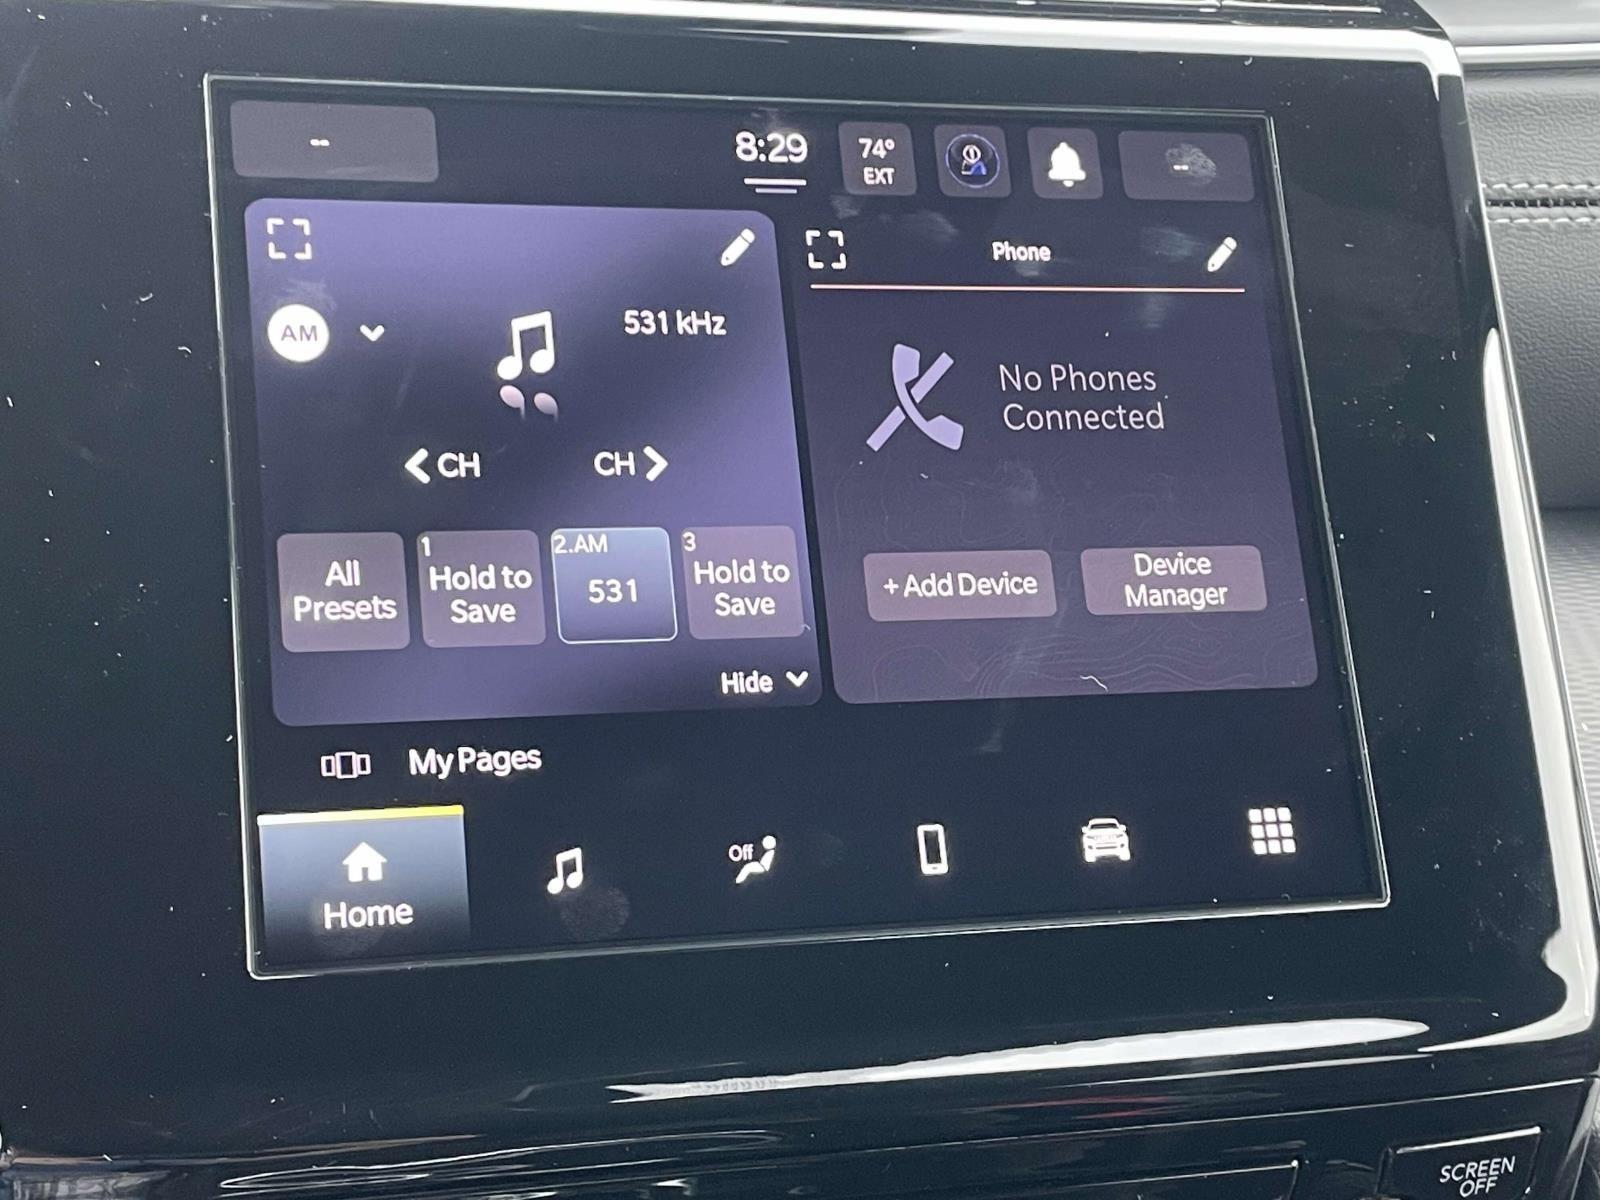 --
8:29
74°
EXT
--
AM
531 kHz
CH
CH
All
Presets
1
Hold to
Save
2.AM
531
3
Hold to
Save
Hide
Phone
No Phones
Connected
+ Add Device
Device
Manager
My Pages
Home
Off
SCREEN
OFF